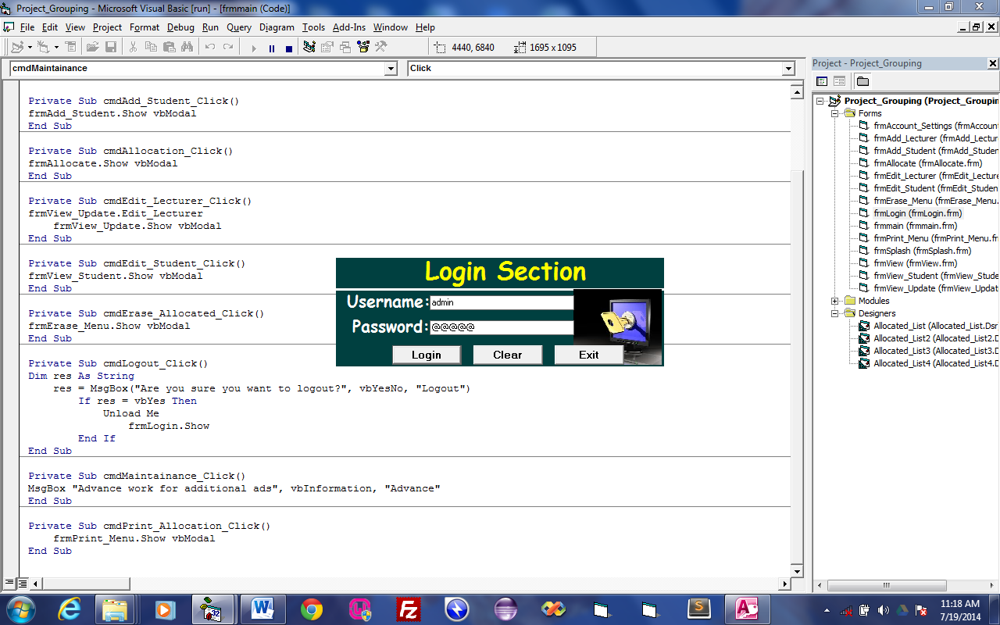 Project_Grouping - Microsoft Visual Basic [run] - [frmmain (Code)]
File Edit View Project Format Debug Run Query Diagram Tools Add-Ins Window Help
4440, 6840 1695 x 1095
cmdMaintainance Click
Private Sub cmdAdd_Student_Click()
frmAdd_Student.Show vbModal
End Sub
Private Sub cmdAllocation_Click()
frmAllocate.Show vbModal
End Sub
Private Sub cmdEdit_Lecturer_Click()
frmView_Update.Edit_Lecturer
frmView_Update.Show vbModal
End Sub
Private Sub cmdEdit_Student_Click()
frmView_Student.Show vbModal
End Sub
Private Sub cmdErase_Allocated_Click()
frmErase_Menu.Show vbModal
End Sub
Private Sub cmdLogout_Click()
Dim res As String
res = MsgBox("Are you sure you want to logout?", vbYesNo, "Logout")
If res = vbYes Then
Unload Me
frmLogin.Show
End If
End Sub
Private Sub cmdMaintainance_Click()
MsgBox "Advance work for additional ads", vbInformation, "Advance"
End Sub
Private Sub cmdPrint_Allocation_Click()
frmPrint_Menu.Show vbModal
End Sub
Login Section
Username: admin
Password: @@@@@
Login Clear Exit
Project - Project_Grouping
Project_Grouping (Project_Groupin
Forms
frmAccount_Settings (frmAccoun
frmAdd_Lecturer (frmAdd_Lectur
frmAdd_Student (frmAdd_Studen
frmAllocate (frmAllocate.frm)
frmEdit_Lecturer (frmEdit_Lecture
frmEdit_Student (frmEdit_Studen
frmErase_Menu (frmErase_Menu.
frmLogin (frmLogin.frm)
frmmain (frmmain.frm)
frmPrint_Menu (frmPrint_Menu.fr
frmSplash (frmSplash.frm)
frmView (frmView.frm)
frmView_Student (frmView_Stude
frmView_Update (frmView_Updat
Modules
Designers
Allocated_List (Allocated_List.Dsr
Allocated_List2 (Allocated_List2.D
Allocated_List3 (Allocated_List3.D
Allocated_List4 (Allocated_List4.D
11:18 AM
7/19/2014